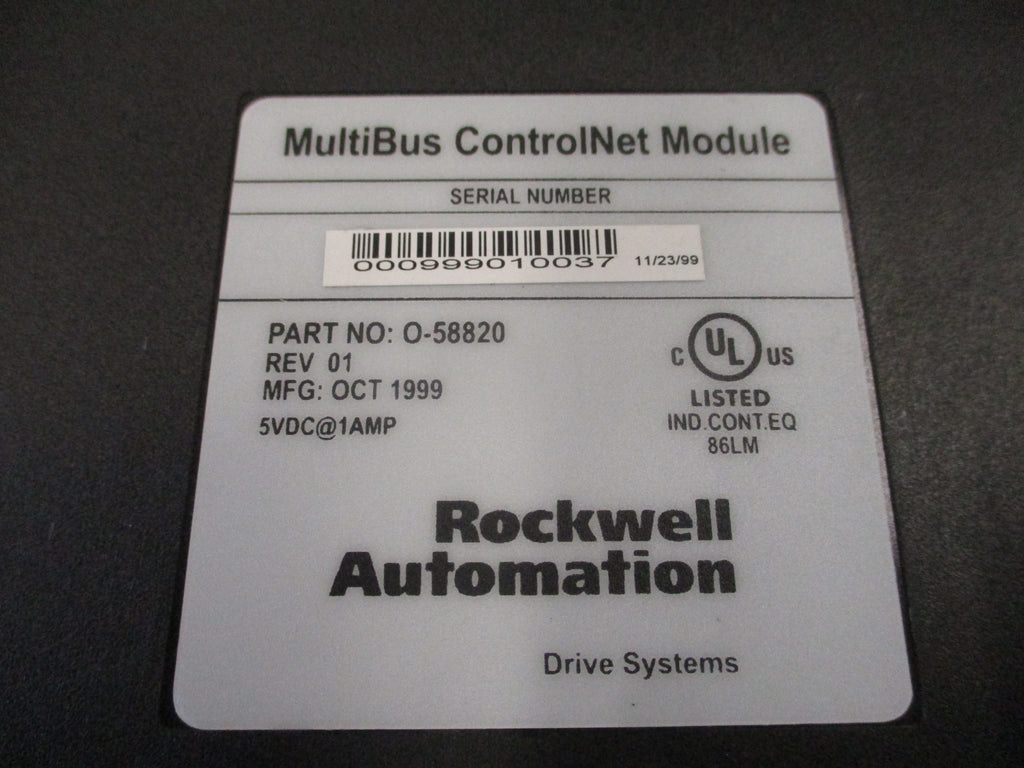 MultiBus ControlNet Module
SERIAL NUMBER
000999010037 11/23/99
PART NO: O-58820
REV 01
MFG: OCT 1999
5VDC@1AMP
C UL US
LISTED
IND.CONT.EQ
86LM
Rockwell
Automation
Drive Systems